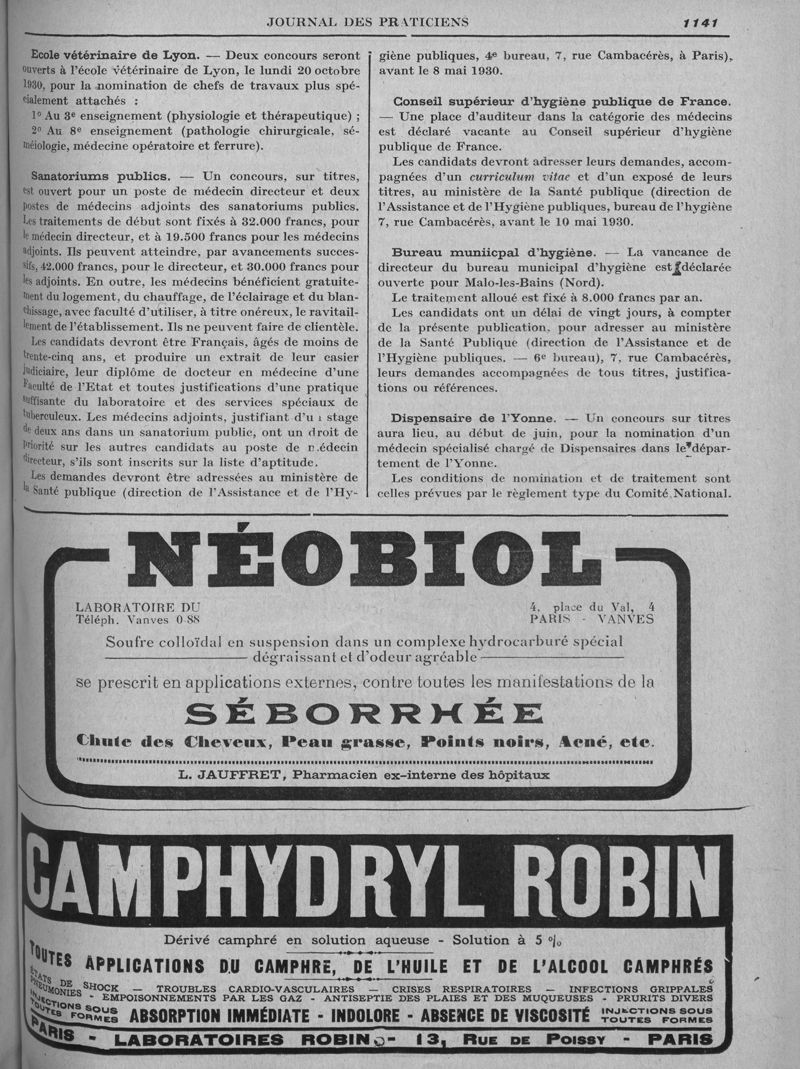 JOURNAL DES PRATICIENS 1141
Ecole vétérinaire de Lyon. — Deux concours seront
ouverts à l'école vétérinaire de Lyon, le lundi 20 octobre
1930, pour la nomination de chefs de travaux plus spé-
cialement attachés :
1º Au 3e enseignement (physiologie et thérapeutique) ;
2º Au 8e enseignement (pathologie chirurgicale, sé-
méiologie, médecine opératoire et ferrure).
Sanatoriums publics. — Un concours, sur titres,
est ouvert pour un poste de médecin directeur et deux
postes de médecins adjoints des sanatoriums publics.
Les traitements de début sont fixés à 32.000 francs, pour
le médecin directeur, et à 19.500 francs pour les médecins
adjoints. Ils peuvent atteindre, par avancements succes-
sifs, 42.000 francs, pour le directeur, et 30.000 francs pour
les adjoints. En outre, les médecins bénéficient gratuite-
ment du logement, du chauffage, de l'éclairage et du blan-
chissage, avec faculté d'utiliser, à titre onéreux, le ravitail-
lement de l'établissement. Ils ne peuvent faire de clientèle.
Les candidats devront être Français, âgés de moins de
trente-cinq ans, et produire un extrait de leur casier
judiciaire, leur diplôme de docteur en médecine d'une
Faculté de l'Etat et toutes justifications d'une pratique
suffisante du laboratoire et des services spéciaux de
tuberculeux. Les médecins adjoints, justifiant d'u i stage
de deux ans dans un sanatorium public, ont un droit de
priorité sur les autres candidats au poste de médecin
directeur, s'ils sont inscrits sur la liste d'aptitude.
Les demandes devront être adressées au ministère de
la Santé publique (direction de l'Assistance et de l'Hy-
giène publiques, 4e bureau, 7, rue Cambacérès, à Paris),
avant le 8 mai 1930.
Conseil supérieur d'hygiène publique de France.
— Une place d'auditeur dans la catégorie des médecins
est déclaré vacante au Conseil supérieur d'hygiène
publique de France.
Les candidats devront adresser leurs demandes, accom-
pagnées d'un curriculum vitae et d'un exposé de leurs
titres, au ministère de la Santé publique (direction de
l'Assistance et de l'Hygiène publiques, bureau de l'hygiène
7, rue Cambacérès, avant le 10 mai 1930.
Bureau muniicpal d'hygiène. — La vacance de
directeur du bureau municipal d'hygiène est déclarée
ouverte pour Malo-les-Bains (Nord).
Le traitement alloué est fixé à 8.000 francs par an.
Les candidats ont un délai de vingt jours, à compter
de la présente publication, pour adresser au ministère
de la Santé Publique (direction de l'Assistance et de
l'Hygiène publiques. — 6e bureau), 7, rue Cambacérès,
leurs demandes accompagnées de tous titres, justifica-
tions ou références.
Dispensaire de l'Yonne. — Un concours sur titres
aura lieu, au début de juin, pour la nomination d'un
médecin spécialisé chargé de Dispensaires dans le dépar-
tement de l'Yonne.
Les conditions de nomination et de traitement sont
celles prévues par le règlement type du Comité National.
NÉOBIOL
LABORATOIRE DU 4, place du Val, 4
Téléph. Vanves 0-88 PARIS - VANVES
Soufre colloïdal en suspension dans un complexe hydrocarburé spécial
dégraissant et d'odeur agréable
se prescrit en applications externes, contre toutes les manifestations de la
SÉBORRHÉE
Chute des Cheveux, Peau grasse, Points noirs, Acné, etc.
L. JAUFFRET, Pharmacien ex-interne des hôpitaux
CAMPHYDRYL ROBIN
Dérivé camphré en solution aqueuse - Solution à 5 %
TOUTES APPLICATIONS DU CAMPHRE, DE L'HUILE ET DE L'ALCOOL CAMPHRÉS
ÉTATS DE SHOCK — TROUBLES CARDIO-VASCULAIRES — CRISES RESPIRATOIRES — INFECTIONS GRIPPALES
PNEUMONIES - EMPOISONNEMENTS PAR LES GAZ - ANTISEPTIE DES PLAIES ET DES MUQUEUSES - PRURITS DIVERS
INJECTIONS SOUS TOUTES FORMES ABSORPTION IMMÉDIATE - INDOLORE - ABSENCE DE VISCOSITÉ INJECTIONS SOUS TOUTES FORMES
PARIS - LABORATOIRES ROBIN - 13, RUE DE POISSY - PARIS